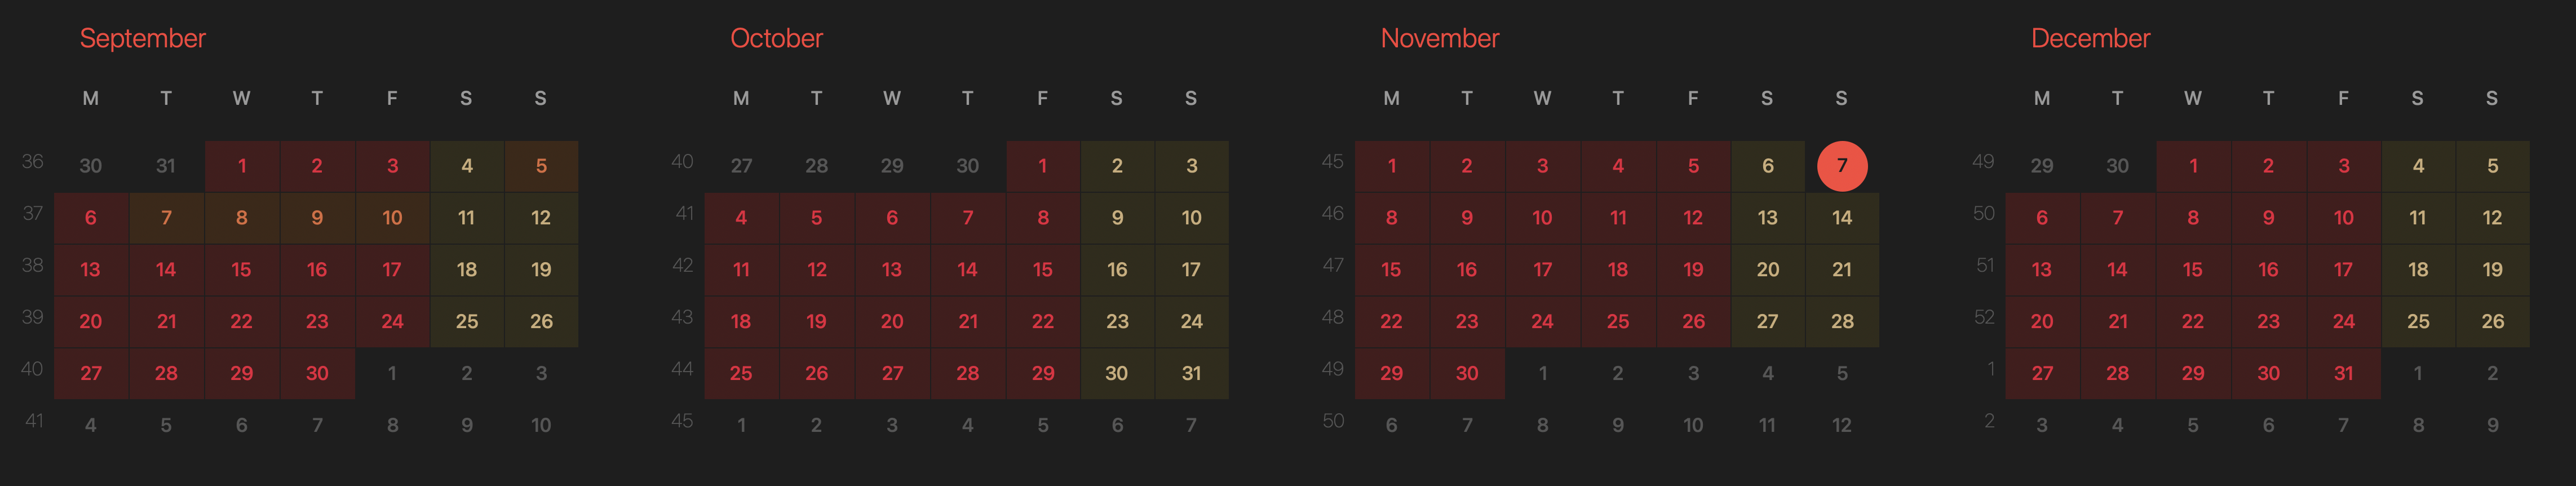 September
M T W T F S S
36 30 31 1 2 3 4 5
37 6 7 8 9 10 11 12
38 13 14 15 16 17 18 19
39 20 21 22 23 24 25 26
40 27 28 29 30 1 2 3
41 4 5 6 7 8 9 10
October
M T W T F S S
40 27 28 29 30 1 2 3
41 4 5 6 7 8 9 10
42 11 12 13 14 15 16 17
43 18 19 20 21 22 23 24
44 25 26 27 28 29 30 31
45 1 2 3 4 5 6 7
November
M T W T F S S
45 1 2 3 4 5 6 7
46 8 9 10 11 12 13 14
47 15 16 17 18 19 20 21
48 22 23 24 25 26 27 28
49 29 30 1 2 3 4 5
50 6 7 8 9 10 11 12
December
M T W T F S S
49 29 30 1 2 3 4 5
50 6 7 8 9 10 11 12
51 13 14 15 16 17 18 19
52 20 21 22 23 24 25 26
1 27 28 29 30 31 1 2
2 3 4 5 6 7 8 9